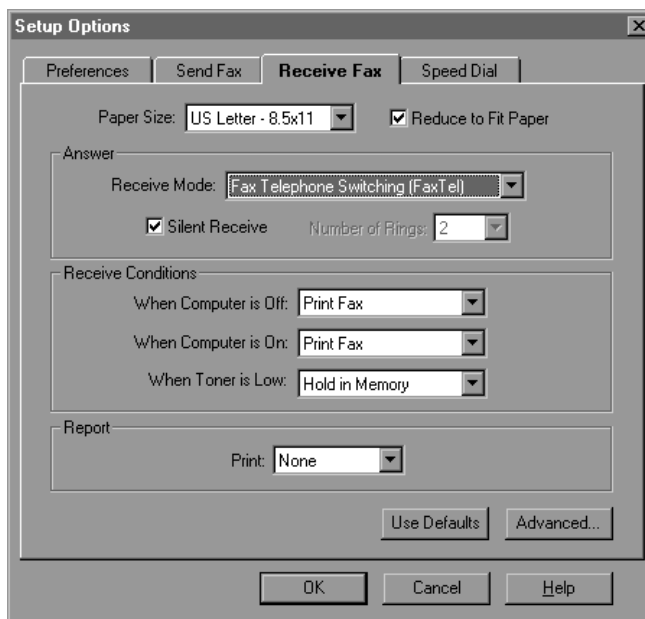 Setup Options
Preferences Send Fax Receive Fax Speed Dial
Paper Size: US Letter - 8.5x11 Reduce to Fit Paper
Answer
Receive Mode: Fax Telephone Switching (FaxTel)
Silent Receive Number of Rings: 2
Receive Conditions
When Computer is Off: Print Fax
When Computer is On: Print Fax
When Toner is Low: Hold in Memory
Report
Print: None
Use Defaults Advanced...
OK Cancel Help